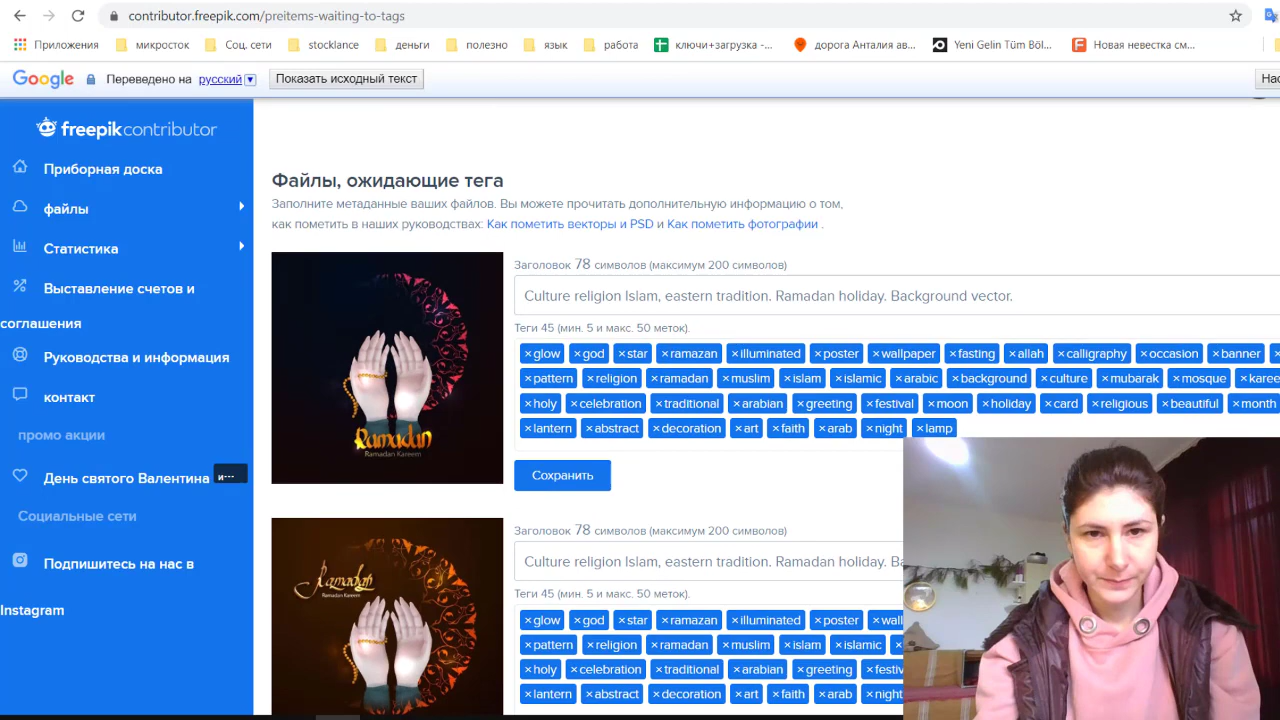 contributor.freepik.com/preitems-waiting-to-tags
Приложения микросток Соц. сети stocklance деньги полезно язык работа ключи+загрузка -... дорога Анталия ав... Yeni Gelin Tüm Böl... Новая невестка см...
Google Переведено на русский Показать исходный текст Нас
freepik contributor
Приборная доска
файлы
Статистика
Выставление счетов и
соглашения
Руководства и информация
контакт
промо акции
День святого Валентина и---
Социальные сети
Подпишитесь на нас в
Instagram
Файлы, ожидающие тега
Заполните метаданные ваших файлов. Вы можете прочитать дополнительную информацию о том,
как пометить в наших руководствах: Как пометить векторы и PSD и Как пометить фотографии .
Ramadan
Ramadan Kareem
Заголовок 78 символов (максимум 200 символов)
Culture religion Islam, eastern tradition. Ramadan holiday. Background vector.
Теги 45 (мин. 5 и макс. 50 меток).
×glow ×god ×star ×ramazan ×illuminated ×poster ×wallpaper ×fasting ×allah ×calligraphy ×occasion ×banner ×
×pattern ×religion ×ramadan ×muslim ×islam ×islamic ×arabic ×background ×culture ×mubarak ×mosque ×karee
×holy ×celebration ×traditional ×arabian ×greeting ×festival ×moon ×holiday ×card ×religious ×beautiful ×month
×lantern ×abstract ×decoration ×art ×faith ×arab ×night ×lamp
Сохранить
Ramadan
Ramadan Kareem
Заголовок 78 символов (максимум 200 символов)
Culture religion Islam, eastern tradition. Ramadan holiday. Ba
Теги 45 (мин. 5 и макс. 50 меток).
×glow ×god ×star ×ramazan ×illuminated ×poster ×wall
×pattern ×religion ×ramadan ×muslim ×islam ×islamic ×
×holy ×celebration ×traditional ×arabian ×greeting ×festiv
×lantern ×abstract ×decoration ×art ×faith ×arab ×night